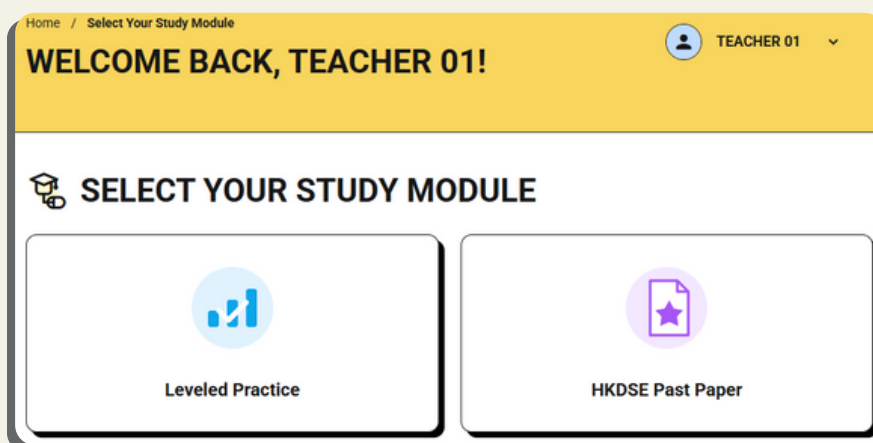 Home / Select Your Study Module
WELCOME BACK, TEACHER 01!
TEACHER 01
SELECT YOUR STUDY MODULE
Leveled Practice
HKDSE Past Paper